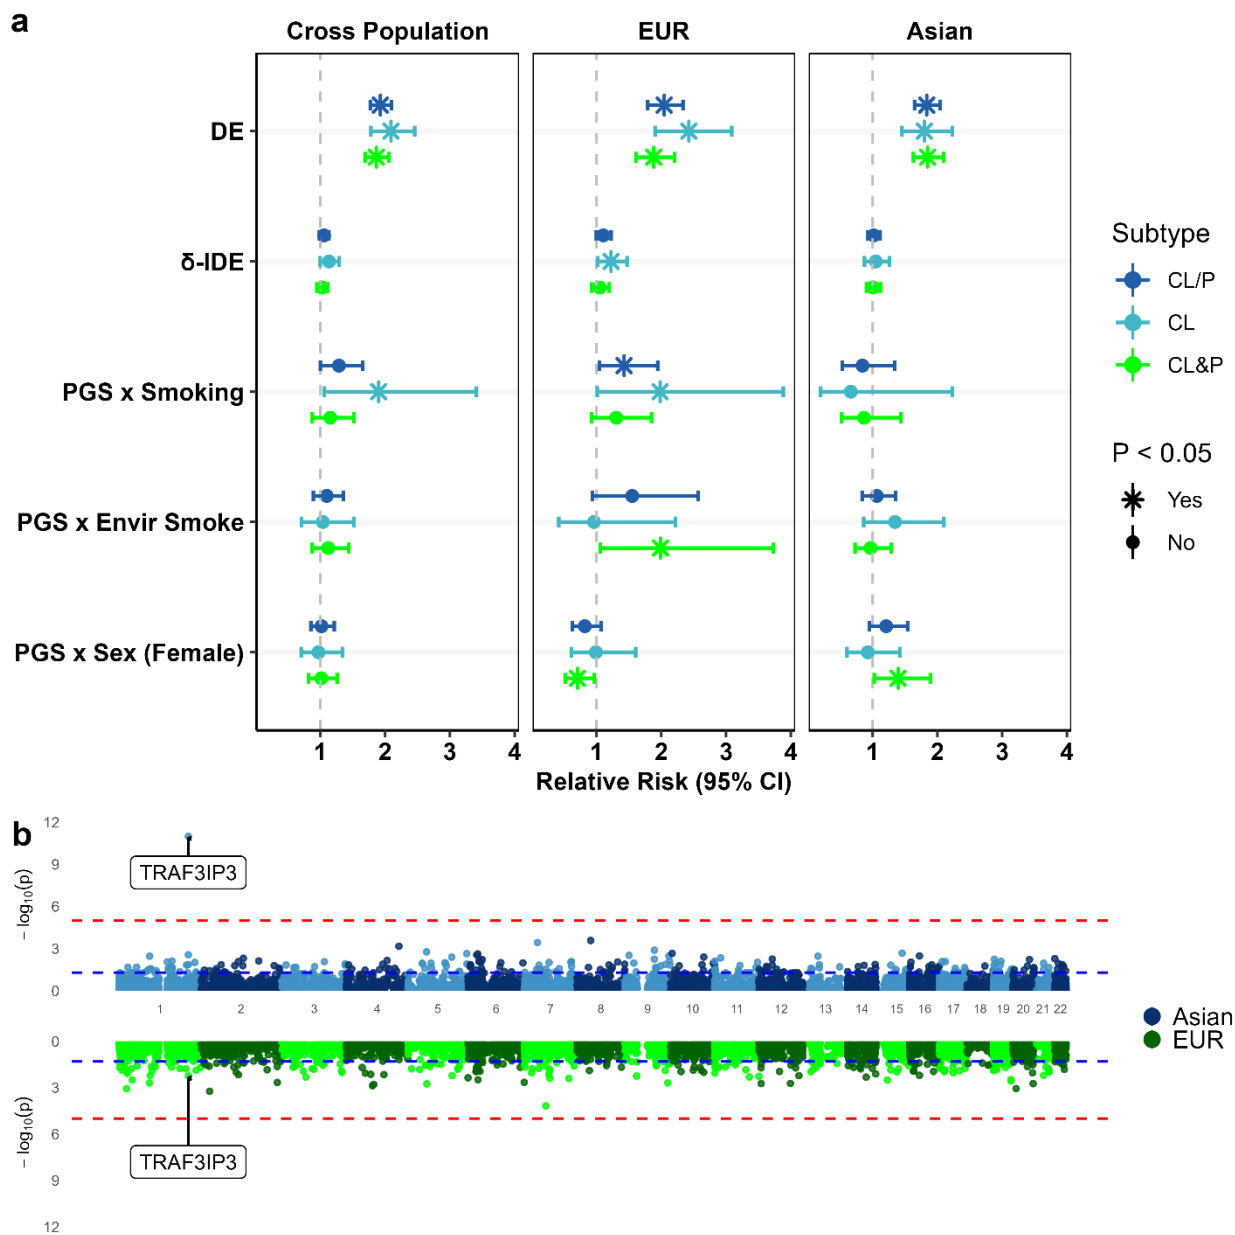 a
Cross Population
EUR
Asian
DE
δ-IDE
PGS x Smoking
PGS x Envir Smoke
PGS x Sex (Female)
1 2 3 4
1 2 3 4
1 2 3 4
Relative Risk (95% CI)
Subtype
CL/P
CL
CL&P
P < 0.05
Yes
No
b
12
9
6
3
0
− log10(p)
TRAF3IP3
1 2 3 4 5 6 7 8 9 10 11 12 13 14 15 16 17 18 19 20 21 22
0
3
6
9
12
− log10(p)
TRAF3IP3
Asian
EUR